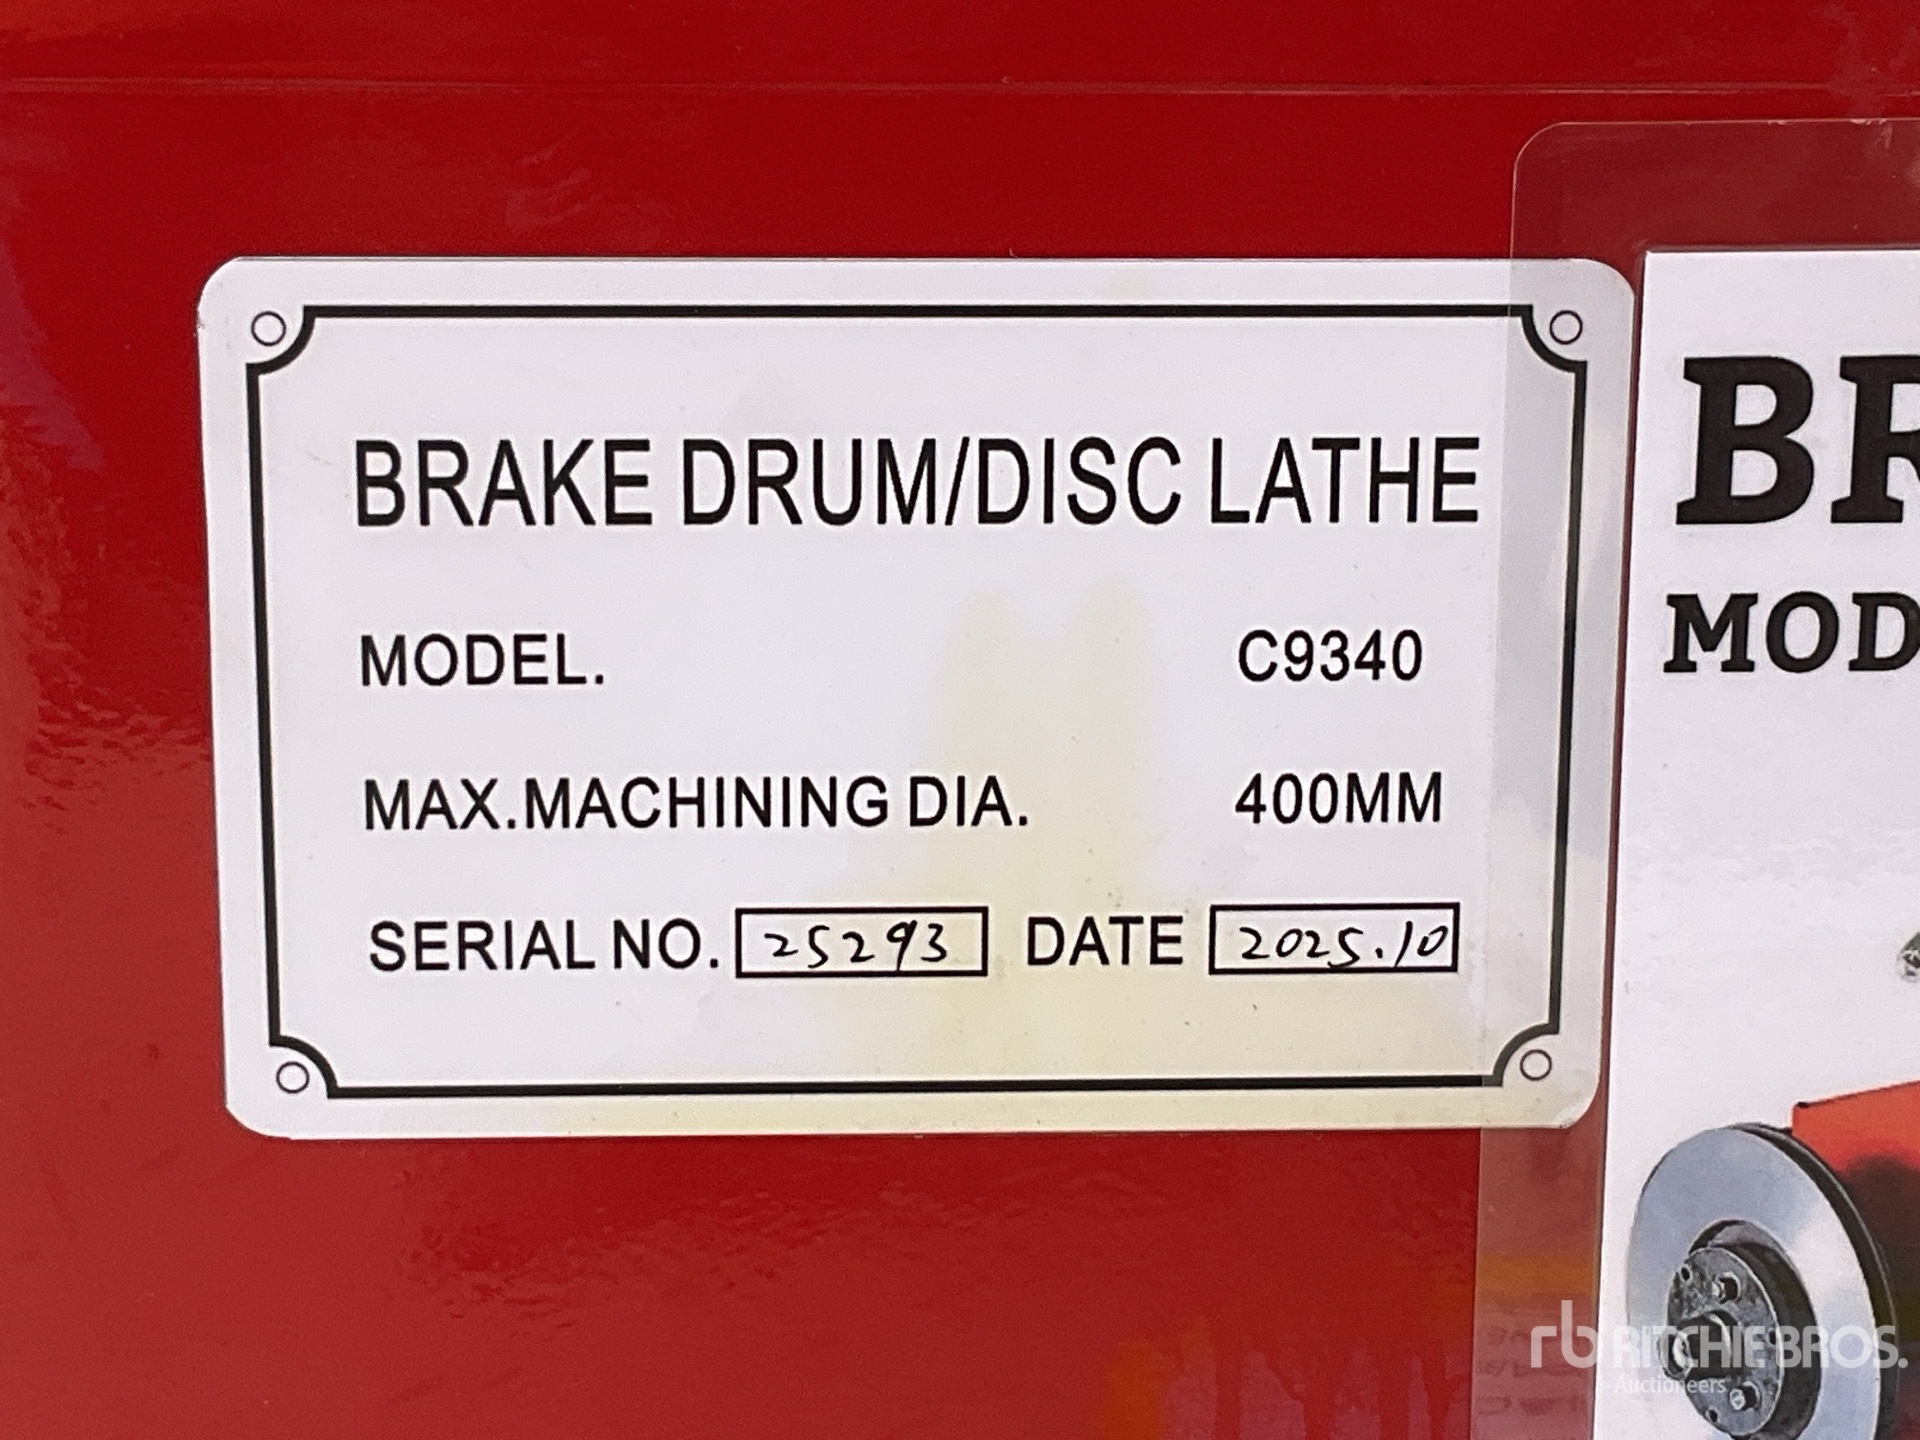 BRAKE DRUM/DISC LATHE
MODEL. C9340
MAX.MACHINING DIA. 400MM
SERIAL NO. 25293 DATE 2025.10
BR
MOD
rb RITCHIE BROS.
Auctioneers